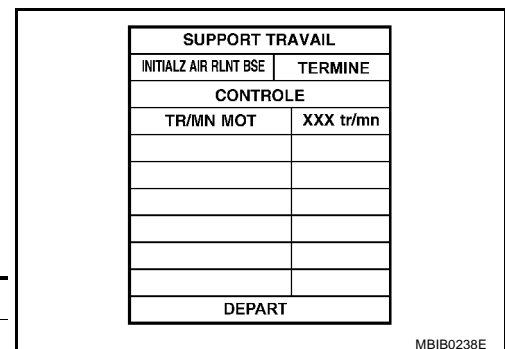 SUPPORT TRAVAIL
INITIALZ AIR RLNT BSE TERMINE
CONTROLE
TR/MN MOT XXX tr/mn
DEPART
MBIB0238E